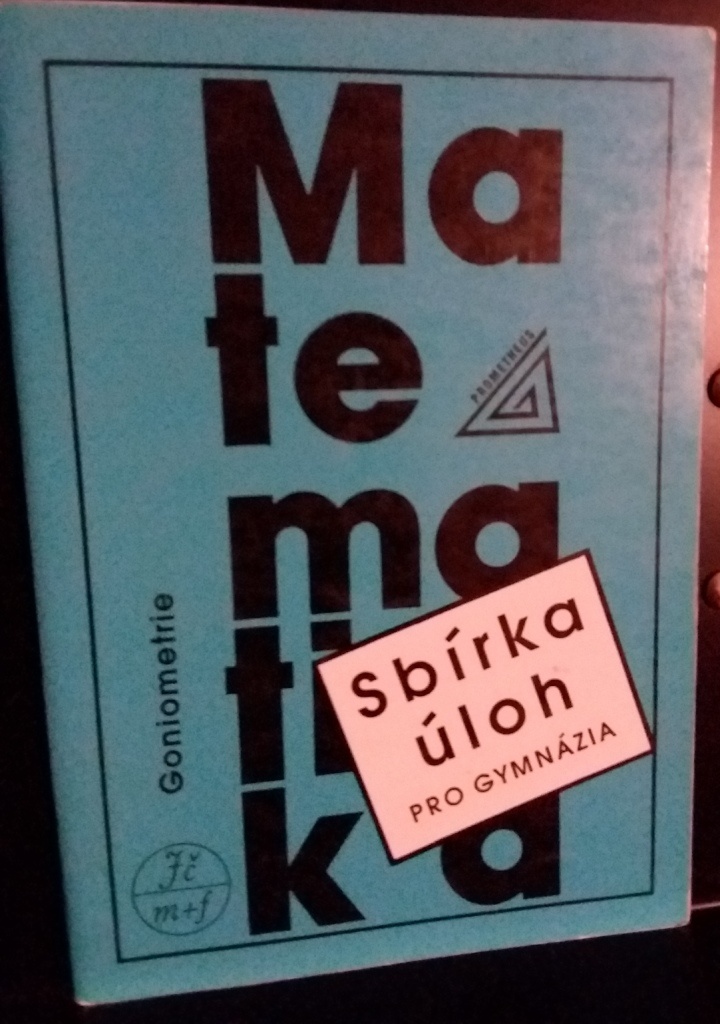 Ma
te
PROMETHEUS
ma
ti
ka
Sbírka
úloh
PRO GYMNÁZIA
Goniometrie
Jč
m+f